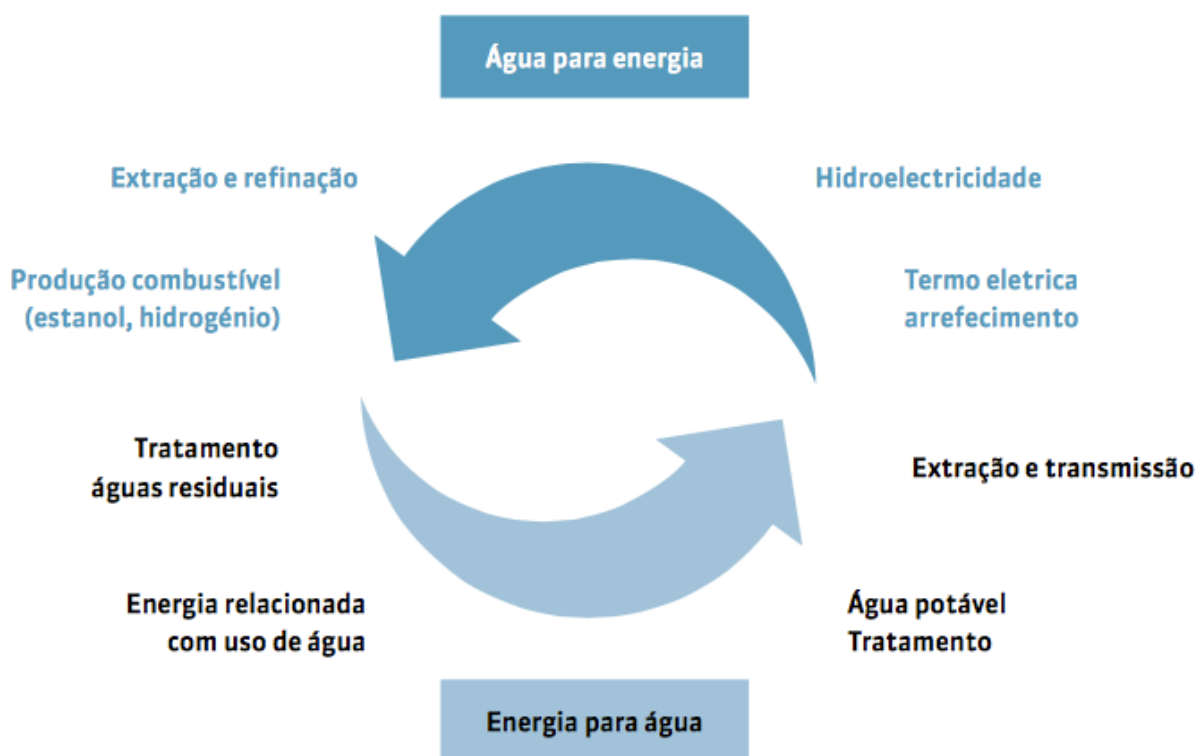 Água para energia
Extração e refinação
Hidroelectricidade
Produção combustível
(estanol, hidrogénio)
Termo eletrica
arrefecimento
Tratamento
águas residuais
Extração e transmissão
Energia relacionada
com uso de água
Água potável
Tratamento
Energia para água